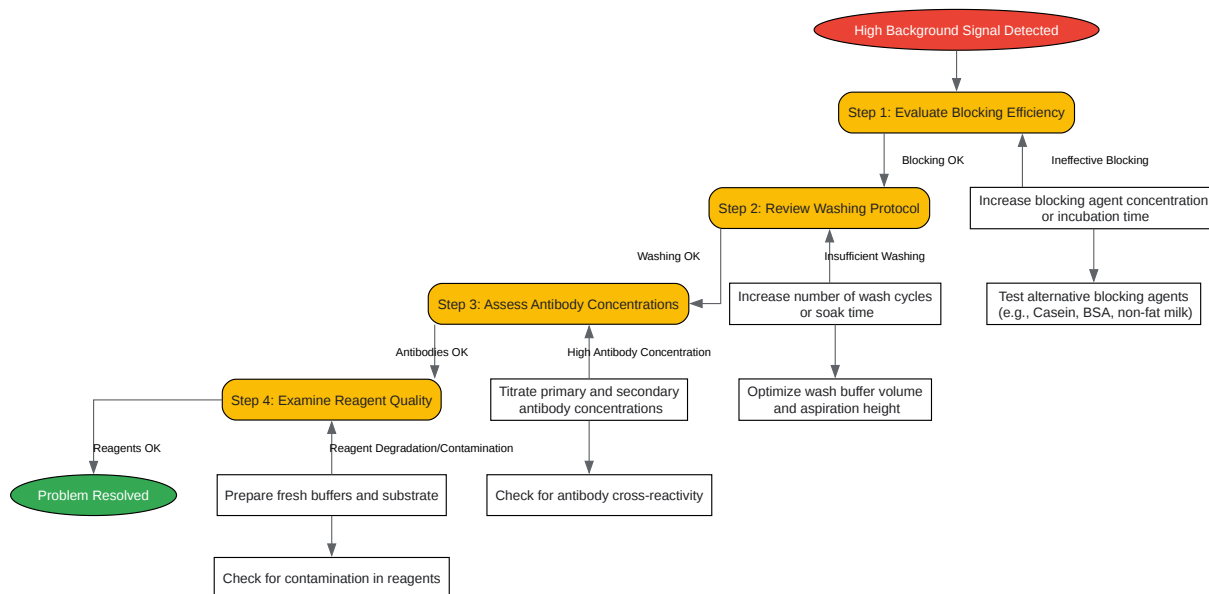 High Background Signal Detected
Step 1: Evaluate Blocking Efficiency
Blocking OK
Ineffective Blocking
Step 2: Review Washing Protocol
Increase blocking agent concentration
or incubation time
Washing OK
Insufficient Washing
Step 3: Assess Antibody Concentrations
Increase number of wash cycles
or soak time
Test alternative blocking agents
(e.g., Casein, BSA, non-fat milk)
Antibodies OK
High Antibody Concentration
Step 4: Examine Reagent Quality
Titrate primary and secondary
antibody concentrations
Optimize wash buffer volume
and aspiration height
Reagents OK
Reagent Degradation/Contamination
Problem Resolved
Prepare fresh buffers and substrate
Check for antibody cross-reactivity
Check for contamination in reagents